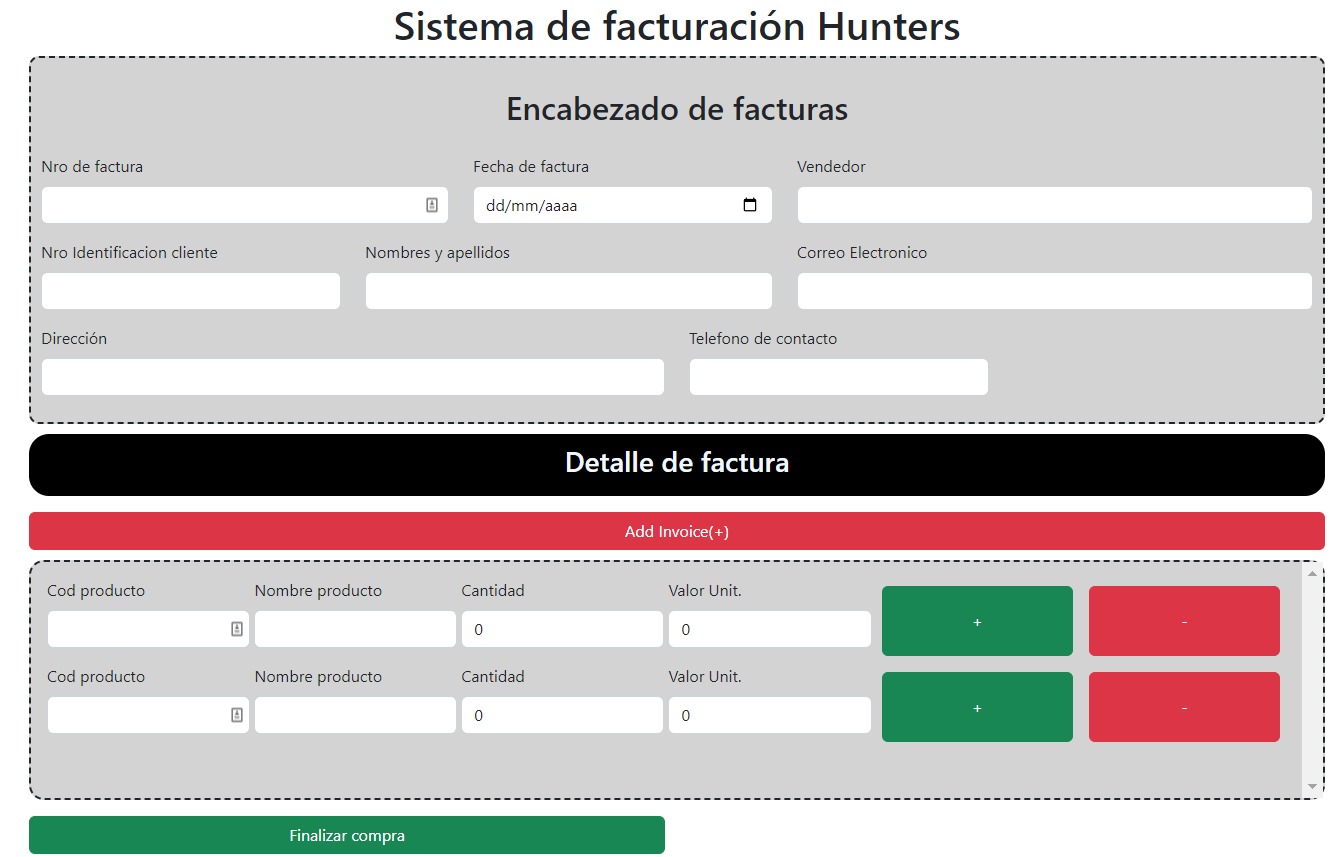 Sistema de facturación Hunters
Encabezado de facturas
Nro de factura Fecha de factura Vendedor
dd/mm/aaaa
Nro Identificacion cliente Nombres y apellidos Correo Electronico
Dirección Telefono de contacto
Detalle de factura
Add Invoice(+)
Cod producto Nombre producto Cantidad Valor Unit.
0 0 + -
Cod producto Nombre producto Cantidad Valor Unit.
0 0 + -
Finalizar compra